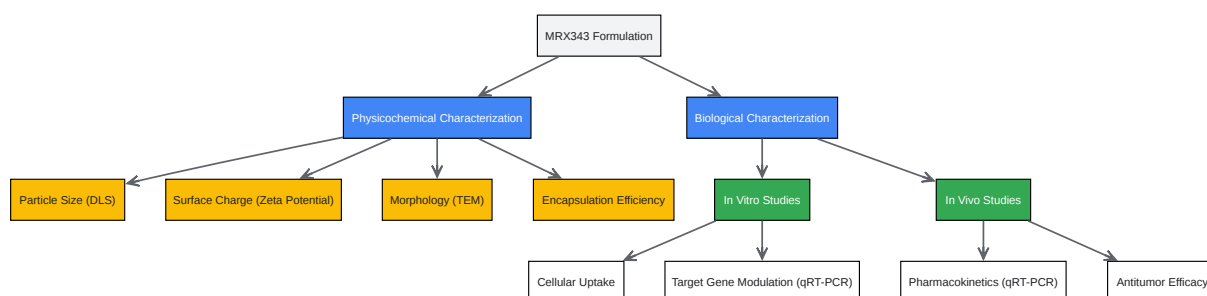 MRX343 Formulation
Physicochemical Characterization
Biological Characterization
Particle Size (DLS)
Surface Charge (Zeta Potential)
Morphology (TEM)
Encapsulation Efficiency
In Vitro Studies
In Vivo Studies
Cellular Uptake
Target Gene Modulation (qRT-PCR)
Pharmacokinetics (qRT-PCR)
Antitumor Efficacy